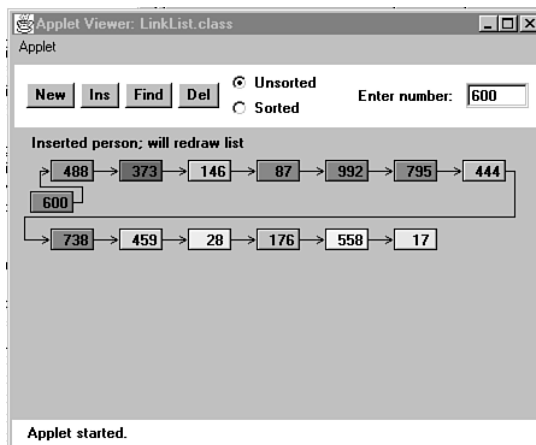 Applet Viewer: LinkList.class
Applet
New Ins Find Del Unsorted Sorted Enter number: 600
Inserted person; will redraw list
488 373 146 87 992 795 444
600
738 459 28 176 558 17
Applet started.